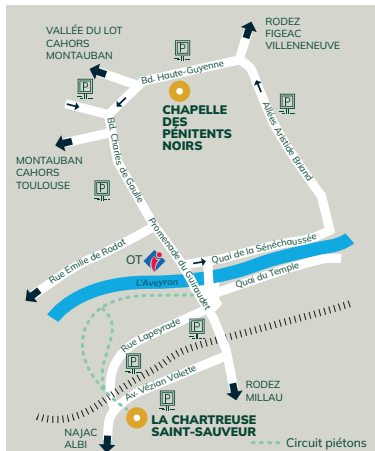 VALLÉE DU LOT
CAHORS
MONTAUBAN
RODEZ
FIGEAC
VILLENEUVE
P
Bd. Haute-Guyenne
P
P
CHAPELLE
DES
PÉNITENTS
NOIRS
Allées Aristide Briand
Bd. Charles de Gaulle
MONTAUBAN
CAHORS
TOULOUSE
P
Promenade du Guiraudet
Quai de la Sénéchaussée
OT
Rue Emilie de Rodat
L'Aveyron
Quai du Temple
Rue Lapeyrade
P
P
Av. Vézian Valette
P
RODEZ
MILLAU
LA CHARTREUSE
SAINT-SAUVEUR
NAJAC
ALBI
Circuit piétons